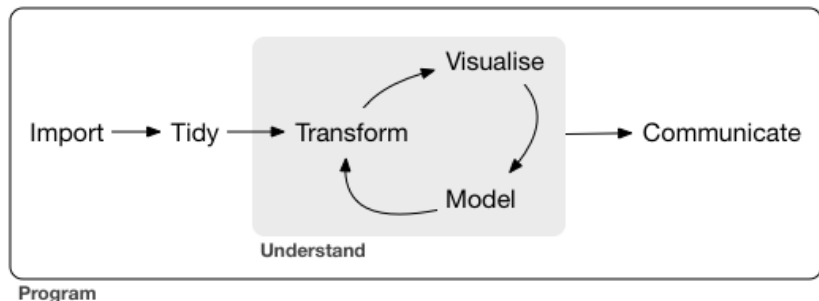 Visualise
Import Tidy Transform Communicate
Model
Understand
Program